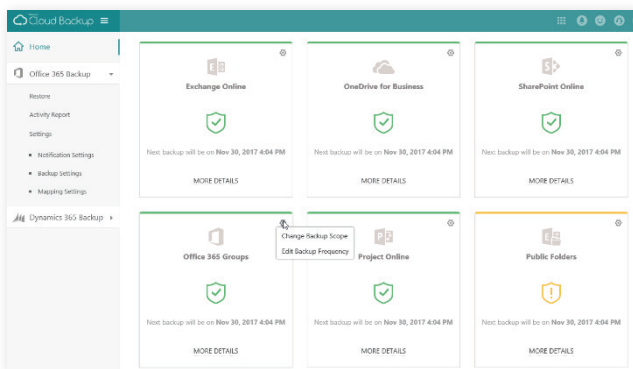 Cloud Backup
Home
Office 365 Backup
Restore
Activity Report
Settings
Notification Settings
Backup Settings
Mapping Settings
Dynamics 365 Backup
Exchange Online
Next backup will be on Nov 30, 2017 4:04 PM
MORE DETAILS
OneDrive for Business
Next backup will be on Nov 30, 2017 4:04 PM
MORE DETAILS
SharePoint Online
Next backup will be on Nov 30, 2017 4:04 PM
MORE DETAILS
Office 365 Groups
Next backup will be on Nov 30, 2017 4:04 PM
MORE DETAILS
Change Backup Scope
Edit Backup Frequency
Project Online
Next backup will be on Nov 30, 2017 4:04 PM
MORE DETAILS
Public Folders
Next backup will be on Nov 30, 2017 4:04 PM
MORE DETAILS